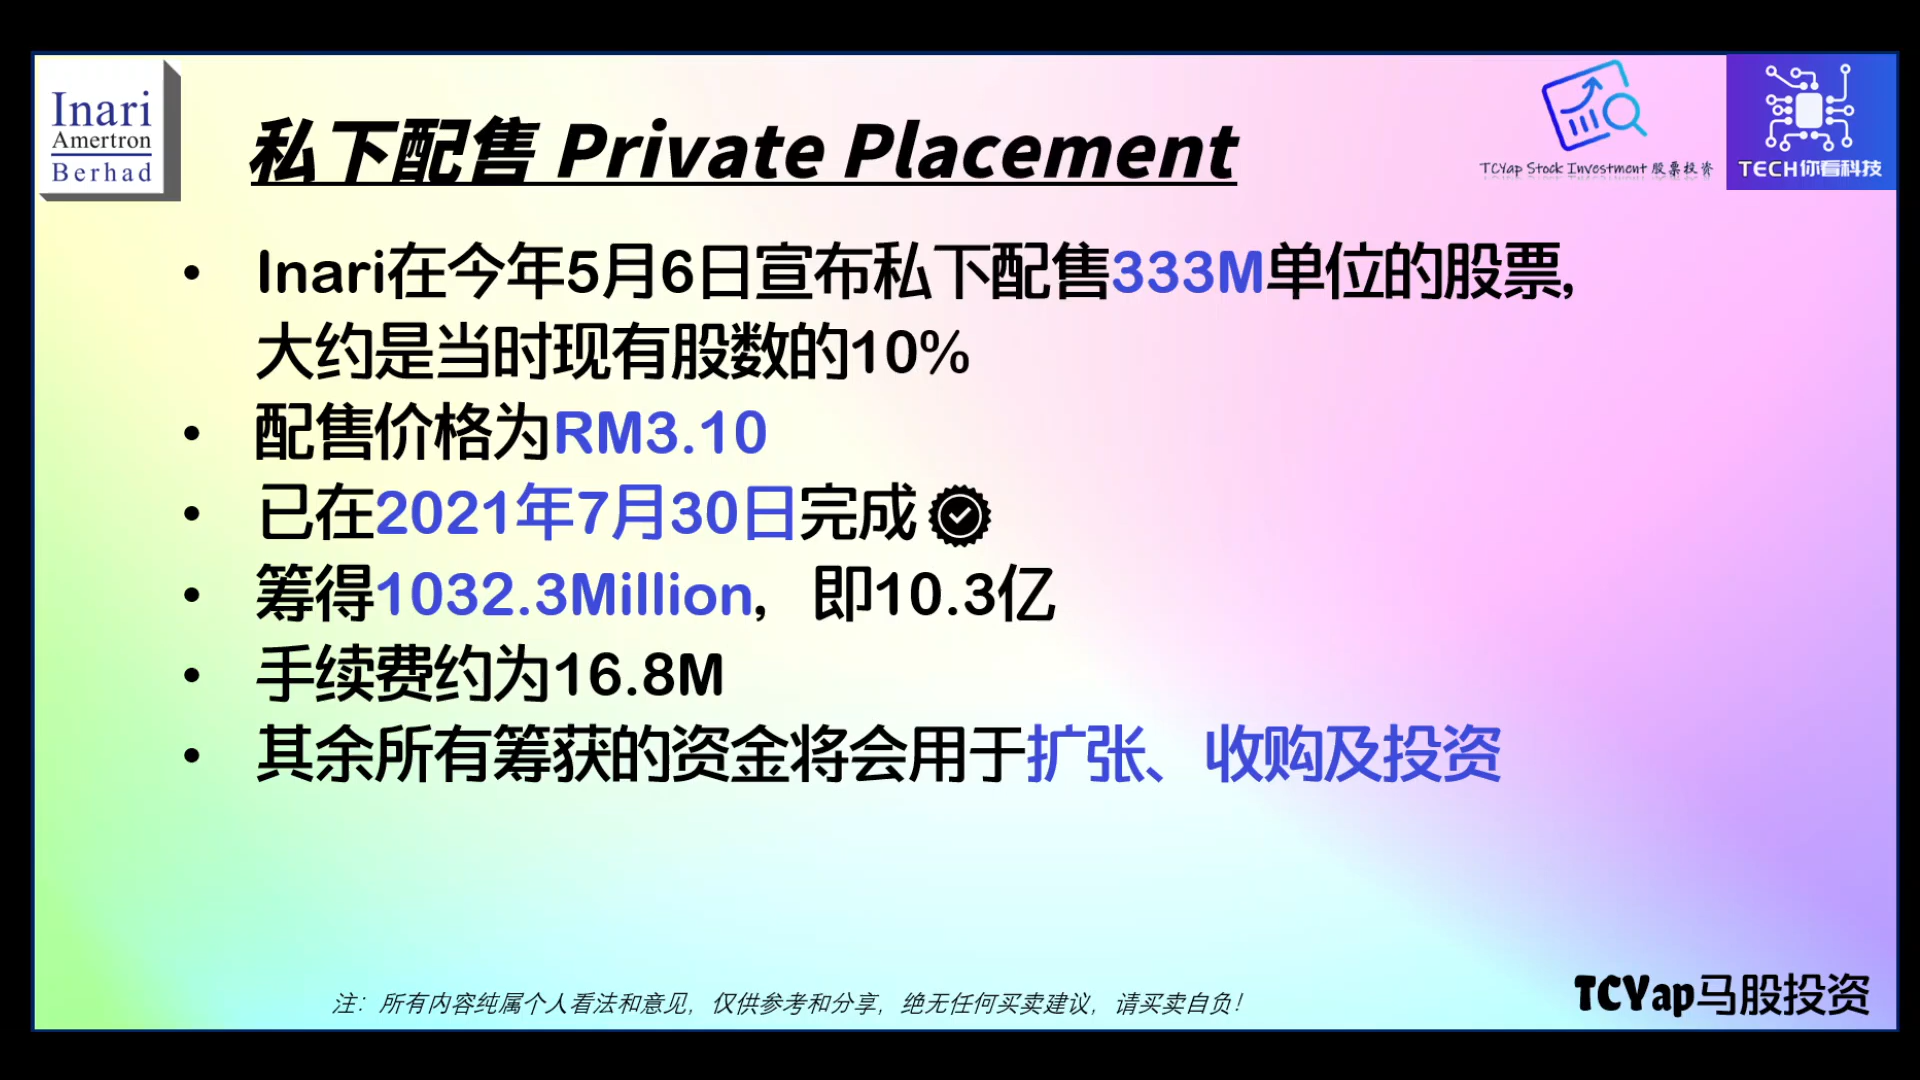 Inari
Amertron
Berhad
私下配售 Private Placement
TCYap Stock Investment 股票投资
TECH你看科技
• Inari在今年5月6日宣布私下配售333M单位的股票,
大约是当时现有股数的10%
• 配售价格为RM3.10
• 已在2021年7月30日完成
• 筹得1032.3Million，即10.3亿
• 手续费约为16.8M
• 其余所有筹获的资金将会用于扩张、收购及投资
注：所有内容纯属个人看法和意见，仅供参考和分享，绝无任何买卖建议，请买卖自负！
TCYap马股投资